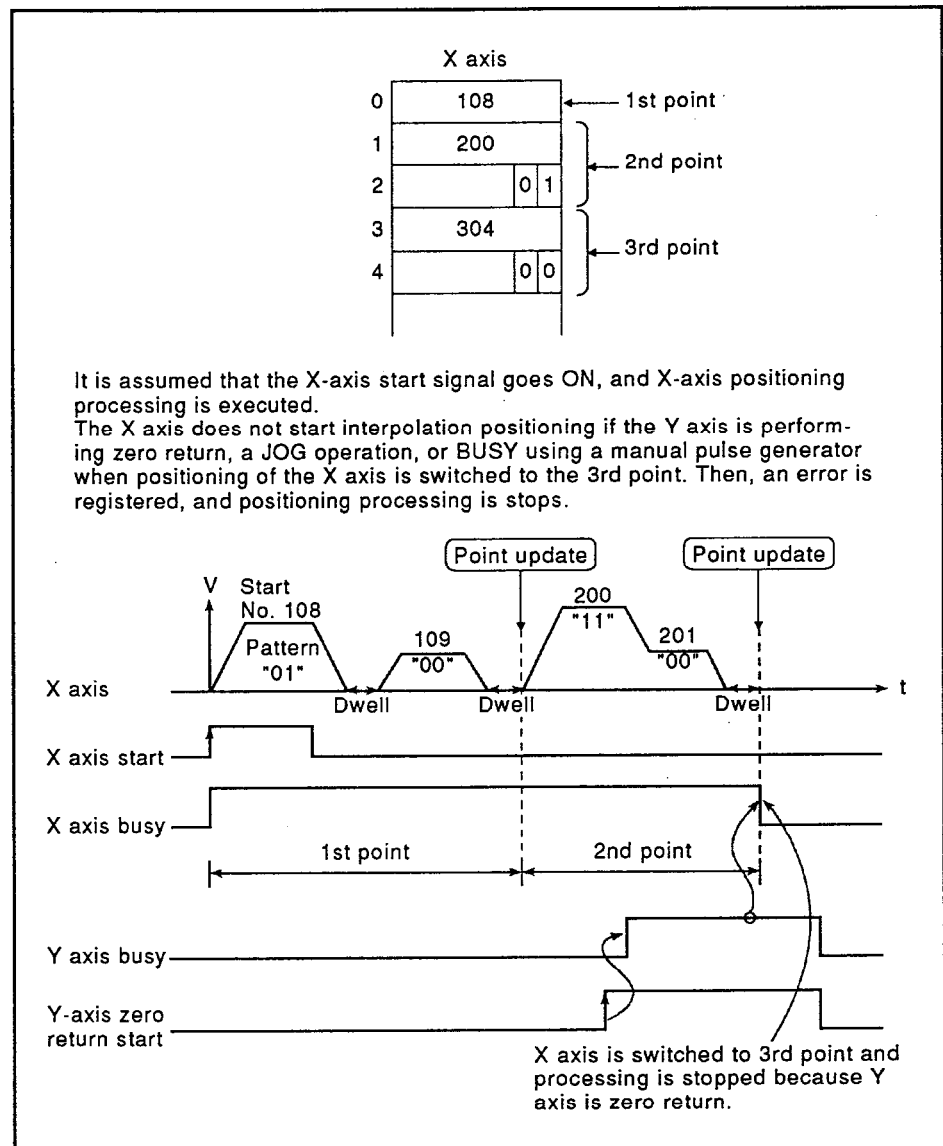 X axis
0 108 1st point
1 200
2nd point
2 0 1
3 304
3rd point
4 0 0
It is assumed that the X-axis start signal goes ON, and X-axis positioning
processing is executed.
The X axis does not start interpolation positioning if the Y axis is perform-
ing zero return, a JOG operation, or BUSY using a manual pulse generator
when positioning of the X axis is switched to the 3rd point. Then, an error is
registered, and positioning processing is stops.
Point update Point update
V Start
No. 108
200
"11"
Pattern
"01"
109
"00"
201
"00"
X axis t
Dwell Dwell Dwell
X axis start
X axis busy
1st point 2nd point
Y axis busy
Y-axis zero
return start
X axis is switched to 3rd point and
processing is stopped because Y
axis is zero return.